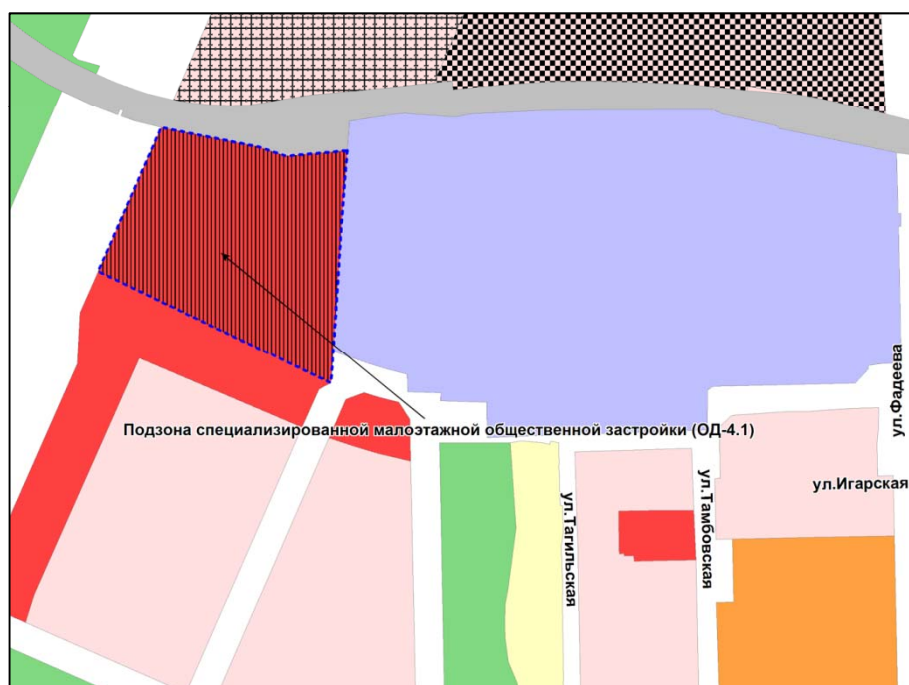 ул.Фадеева
Подзона специализированной малоэтажной общественной застройки (ОД-4.1)
ул.Игарская
ул.Тагильская
ул.Тамбовская